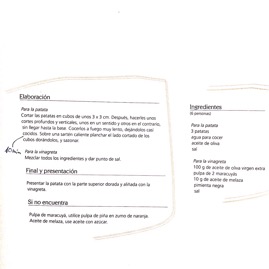 Elaboración
Para la patata
Cortar las patatas en cubos de unos 3 x 3 cm. Después, hacerles unos
cortes profundos y verticales, unos en un sentido y otros en el contrario,
sin llegar hasta la base. Cocerlos a fuego muy lento, dejándolos casi
cocidos. Sobre una sartén caliente planchar el lado cortado de los
cubos dorándolos, y sazonar.
Para la vinagreta
Mezclar todos los ingredientes y dar punto de sal.
Final y presentación
Presentar la patata con la parte superior dorada y aliñada con la
vinagreta.
Si no encuentra
Pulpa de maracuyá, utilice pulpa de piña en zumo de naranja.
Aceite de melaza, use aceite con azúcar.
Ingredientes
(6 personas)
Para la patata
3 patatas
agua para cocer
aceite de oliva
sal
Para la vinagreta
100 g de aceite de oliva virgen extra
pulpa de 2 maracuyás
10 g de aceite de melaza
pimienta negra
sal